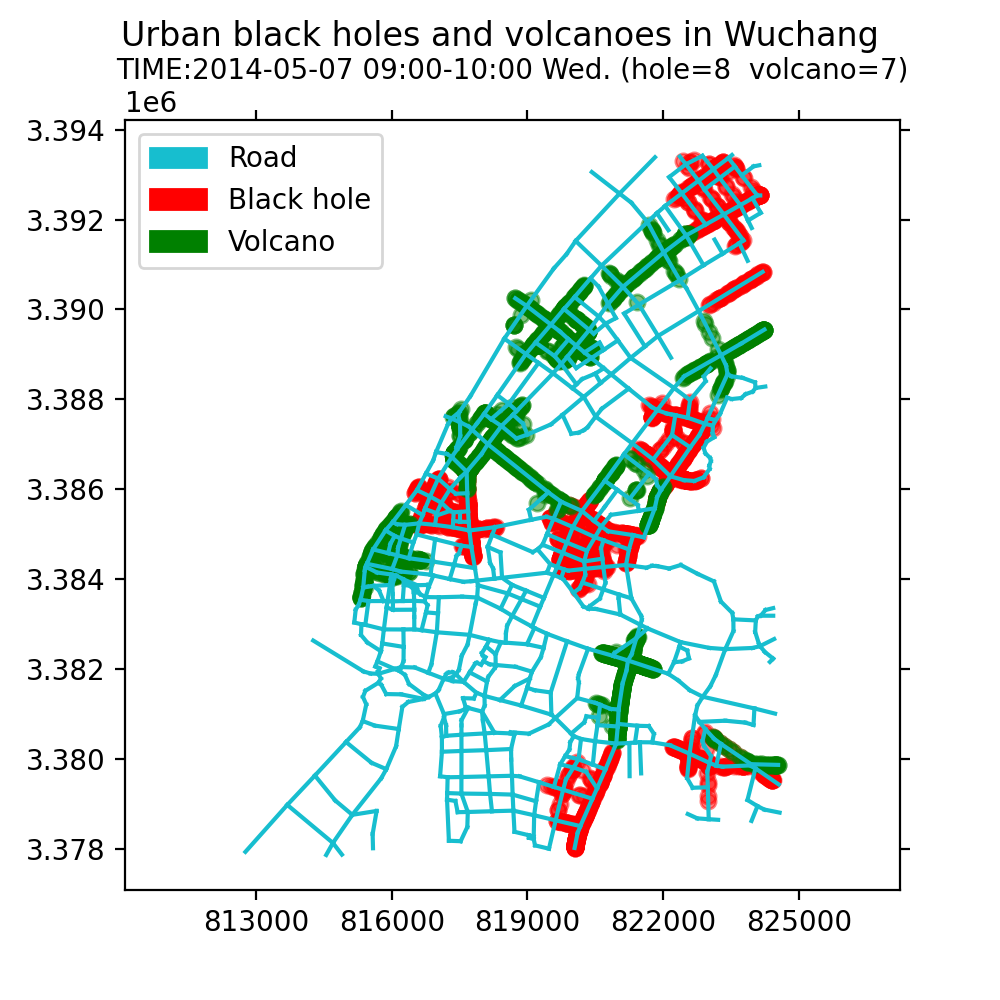 Urban black holes and volcanoes in Wuchang
TIME:2014-05-07 09:00-10:00 Wed. (hole=8  volcano=7)
1e6
3.394
3.392
3.390
3.388
3.386
3.384
3.382
3.380
3.378
Road
Black hole
Volcano
813000 816000 819000 822000 825000